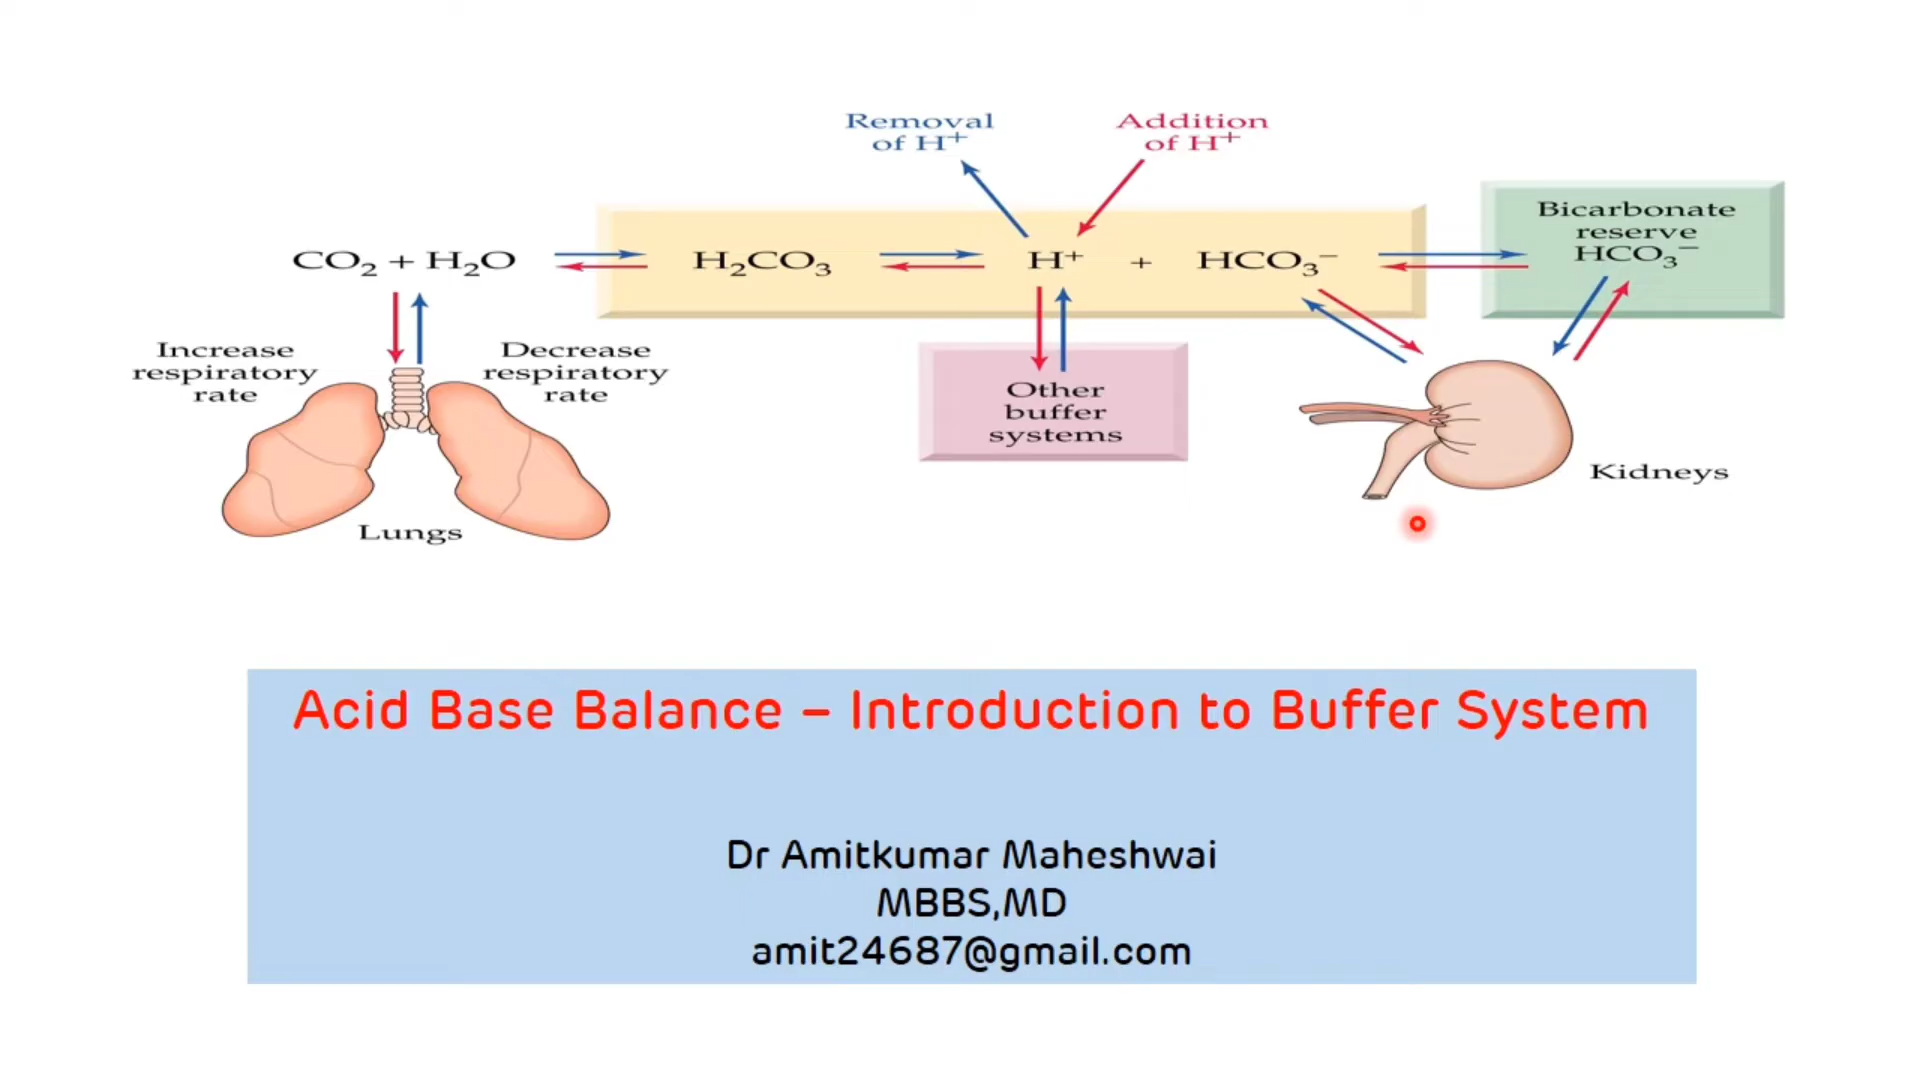 Removal
of H⁺
Addition
of H⁺
CO₂ + H₂O
H₂CO₃
H⁺ + HCO₃⁻
Bicarbonate
reserve
HCO₃⁻
Increase
respiratory
rate
Decrease
respiratory
rate
Lungs
Other
buffer
systems
Kidneys
Acid Base Balance – Introduction to Buffer System
Dr Amitkumar Maheshwai
MBBS,MD
amit24687@gmail.com